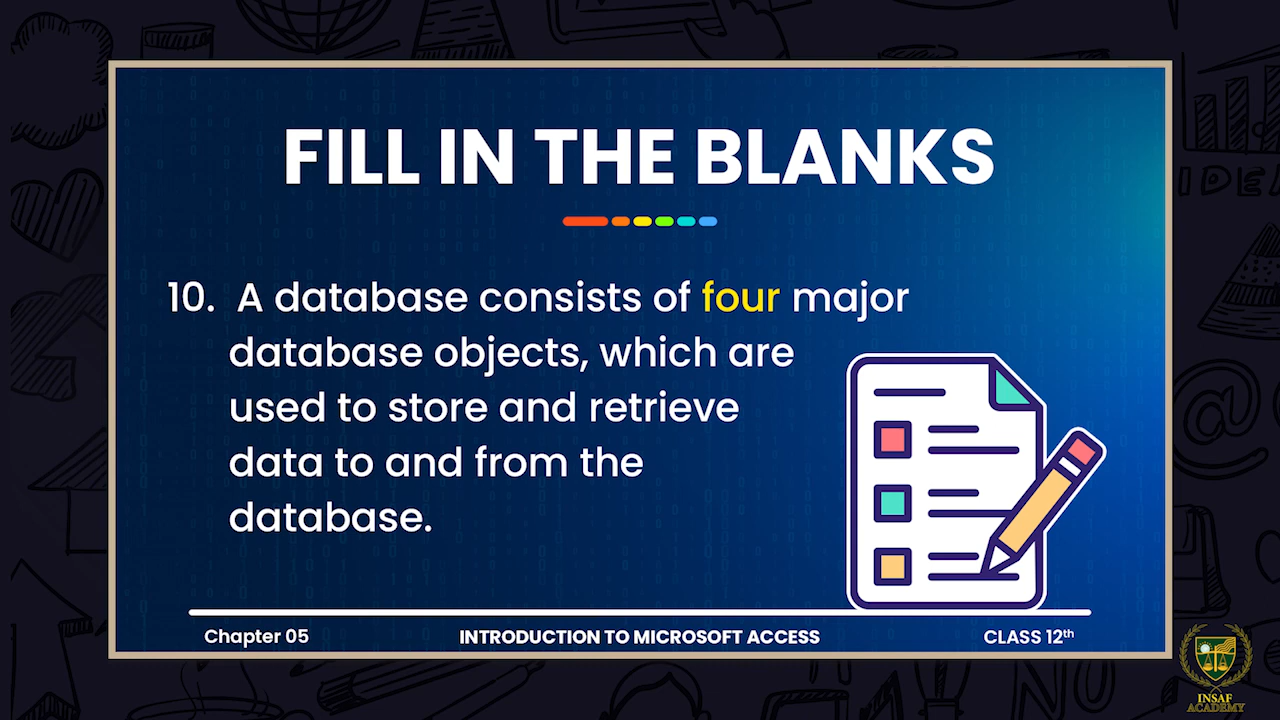 FILL IN THE BLANKS
10. A database consists of four major
database objects, which are
used to store and retrieve
data to and from the
database.
Chapter 05
INTRODUCTION TO MICROSOFT ACCESS
CLASS 12th
IDEA
INSAF
ACADEMY